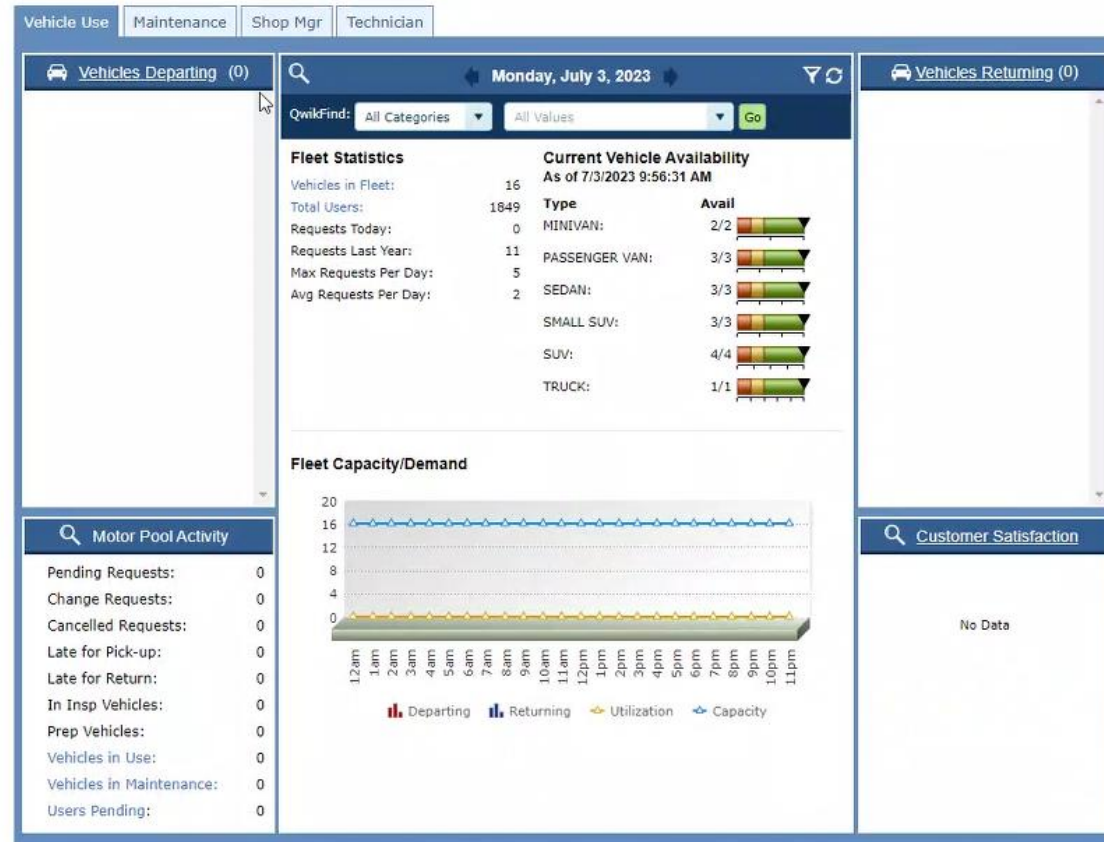 Vehicle Use Maintenance Shop Mgr Technician
Vehicles Departing (0)
Monday, July 3, 2023
QwikFind: All Categories All Values Go
Fleet Statistics
Vehicles in Fleet: 16
Total Users: 1849
Requests Today: 0
Requests Last Year: 11
Max Requests Per Day: 5
Avg Requests Per Day: 2
Current Vehicle Availability
As of 7/3/2023 9:56:31 AM
Type Avail
MINIVAN: 2/2
PASSENGER VAN: 3/3
SEDAN: 3/3
SMALL SUV: 3/3
SUV: 4/4
TRUCK: 1/1
Fleet Capacity/Demand
20
16
12
8
4
0
12am 1am 2am 3am 4am 5am 6am 7am 8am 9am 10am 11am 12pm 1pm 2pm 3pm 4pm 5pm 6pm 7pm 8pm 9pm 10pm 11pm
Departing Returning Utilization Capacity
Vehicles Returning (0)
Motor Pool Activity
Pending Requests: 0
Change Requests: 0
Cancelled Requests: 0
Late for Pick-up: 0
Late for Return: 0
In Insp Vehicles: 0
Prep Vehicles: 0
Vehicles in Use: 0
Vehicles in Maintenance: 0
Users Pending: 0
Customer Satisfaction
No Data